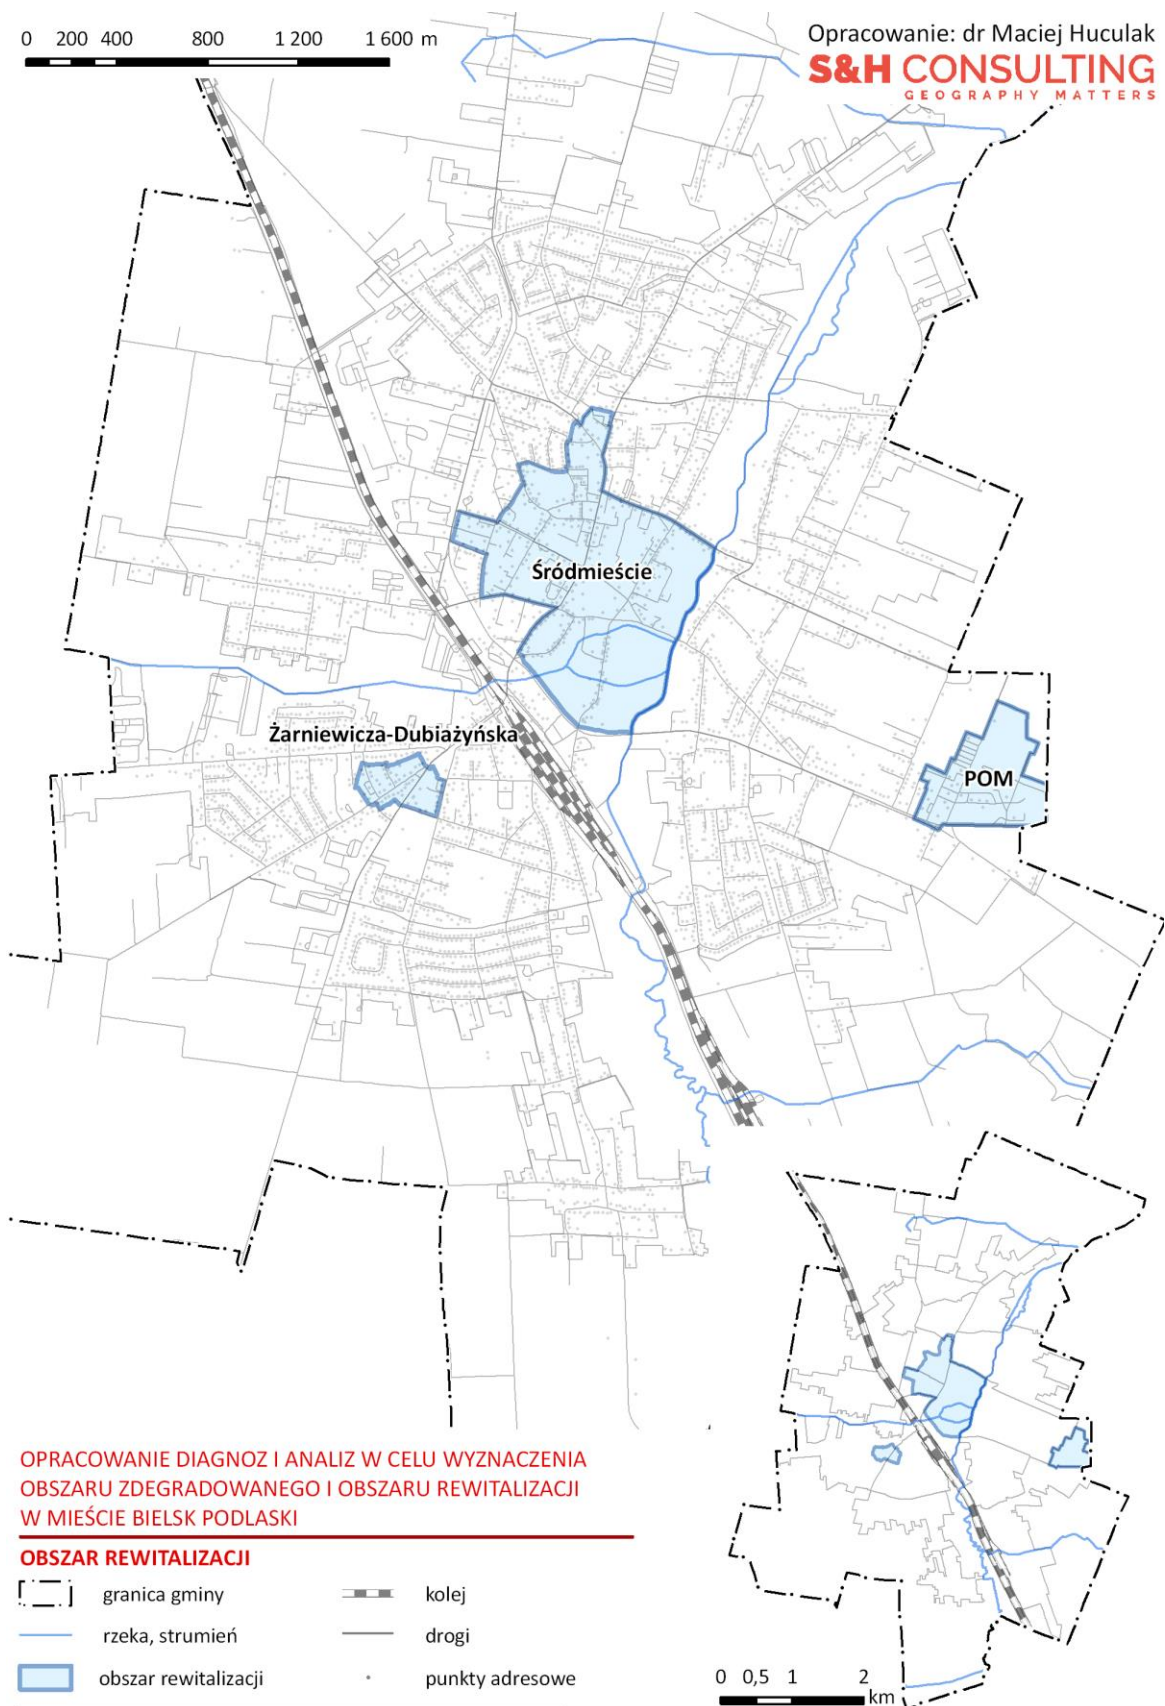 0 200 400 800 1 200 1 600 m
Opracowanie: dr Maciej Huculak
S&H CONSULTING
GEOGRAPHY MATTERS
Śródmieście
Żarniewicza-Dubiażyńska
POM
OPRACOWANIE DIAGNOZ I ANALIZ W CELU WYZNACZENIA
OBSZARU ZDEGRADOWANEGO I OBSZARU REWITALIZACJI
W MIEŚCIE BIELSK PODLASKI
OBSZAR REWITALIZACJI
granica gminy
kolej
rzeka, strumień
drogi
obszar rewitalizacji
punkty adresowe
0 0,5 1 2
km